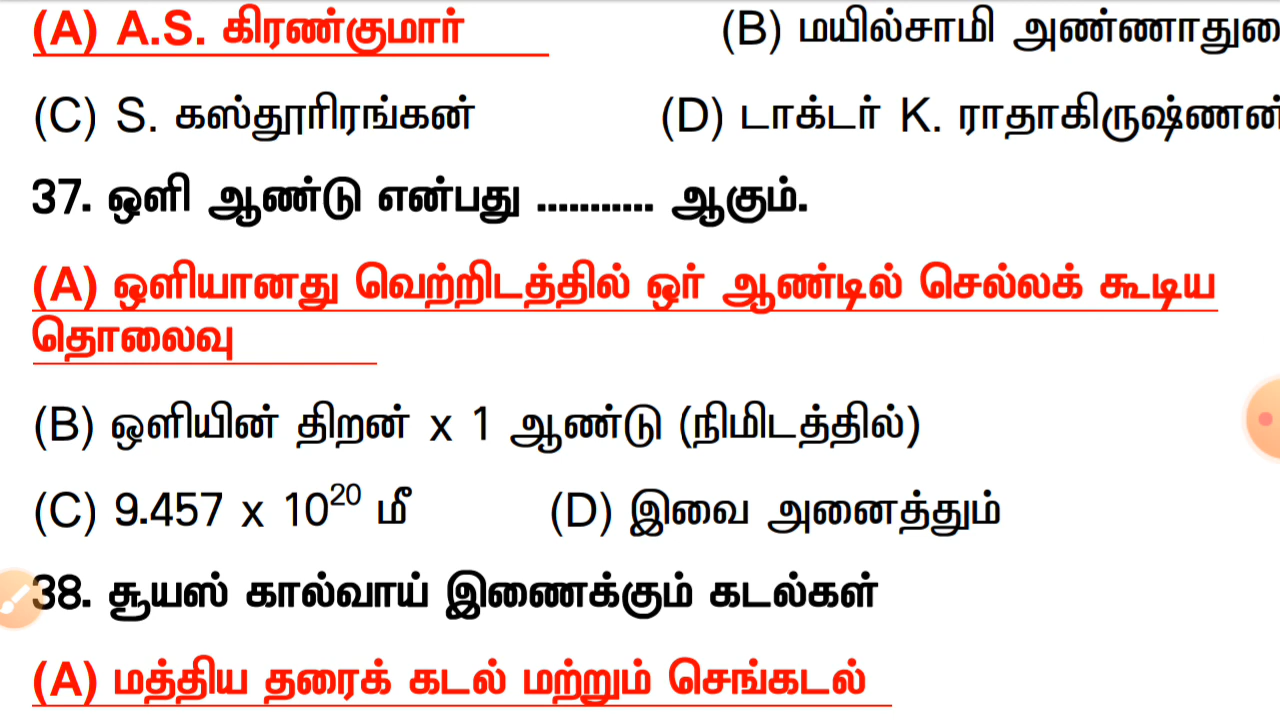 (A) A.S. கிரண்குமார் (B) மயில்சாமி அண்ணாதுரை
(C) S. கஸ்தூரிரங்கன் (D) டாக்டர் K. ராதாகிருஷ்ணன்
37. ஒளி ஆண்டு என்பது ........... ஆகும்.
(A) ஒளியானது வெற்றிடத்தில் ஒர் ஆண்டில் செல்லக் கூடிய
தொலைவு
(B) ஒளியின் திறன் x 1 ஆண்டு (நிமிடத்தில்)
(C) 9.457 x 10²⁰ மீ (D) இவை அனைத்தும்
38. சூயஸ் கால்வாய் இணைக்கும் கடல்கள்
(A) மத்திய தரைக் கடல் மற்றும் செங்கடல்